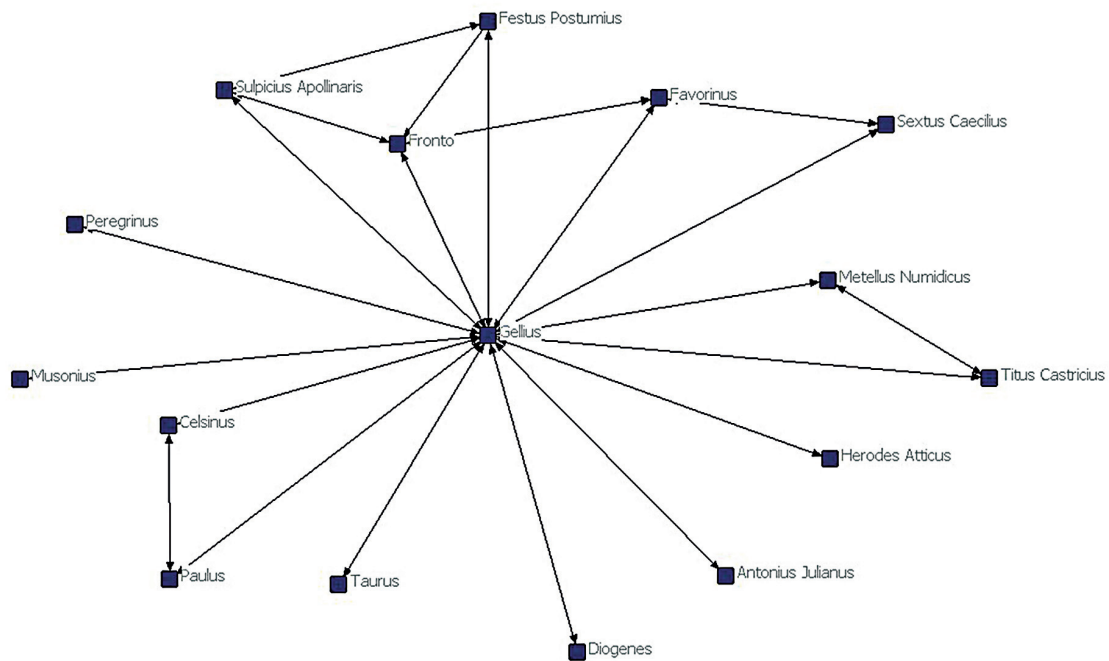 Festus Postumius
Sulpicius Apollinaris
Favorinus
Sextus Caecilius
Fronto
Peregrinus
Metellus Numidicus
Gellius
Musonius
Titus Castricius
Celsinus
Herodes Atticus
Paulus
Taurus
Antonius Julianus
Diogenes